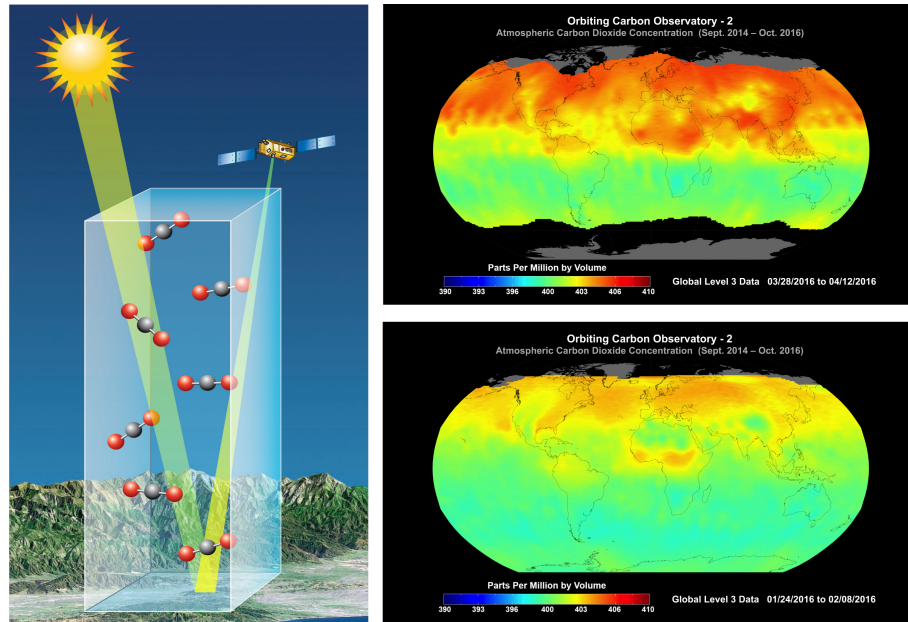 Orbiting Carbon Observatory - 2
Atmospheric Carbon Dioxide Concentration (Sept. 2014 – Oct. 2016)
Parts Per Million by Volume
390 393 396 400 403 406 410
Global Level 3 Data 03/28/2016 to 04/12/2016
Orbiting Carbon Observatory - 2
Atmospheric Carbon Dioxide Concentration (Sept. 2014 – Oct. 2016)
Parts Per Million by Volume
390 393 396 400 403 406 410
Global Level 3 Data 01/24/2016 to 02/08/2016